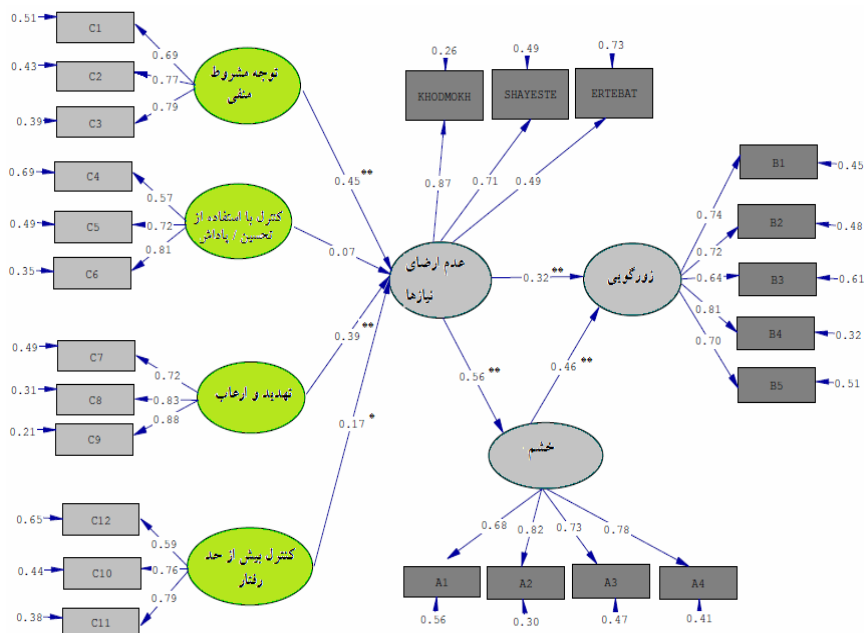 0.51
C1
0.69
0.43
C2
0.77
0.39
C3
0.79
توجه مشروط
منفی
0.69
C4
0.57
0.49
C5
0.72
0.35
C6
0.81
کنترل با استفاده از
تحسین / پاداش
0.49
C7
0.72
0.31
C8
0.83
0.21
C9
0.88
تهدید و ارعاب
0.65
C12
0.59
0.44
C10
0.76
0.38
C11
0.79
کنترل بیش از حد
رفتار
0.45 **
0.07
0.39 **
0.17 *
0.26
0.49
0.73
KHODMOKH
SHAYESTE
ERTEBAT
0.87
0.71
0.49
عدم ارضای
نیازها
0.32 **
0.56 **
0.46 **
زورگویی
0.74
B1
0.45
0.72
B2
0.48
0.64
B3
0.61
0.81
B4
0.32
0.70
B5
0.51
خشم
0.68
0.82
0.73
0.78
A1
A2
A3
A4
0.56
0.30
0.47
0.41